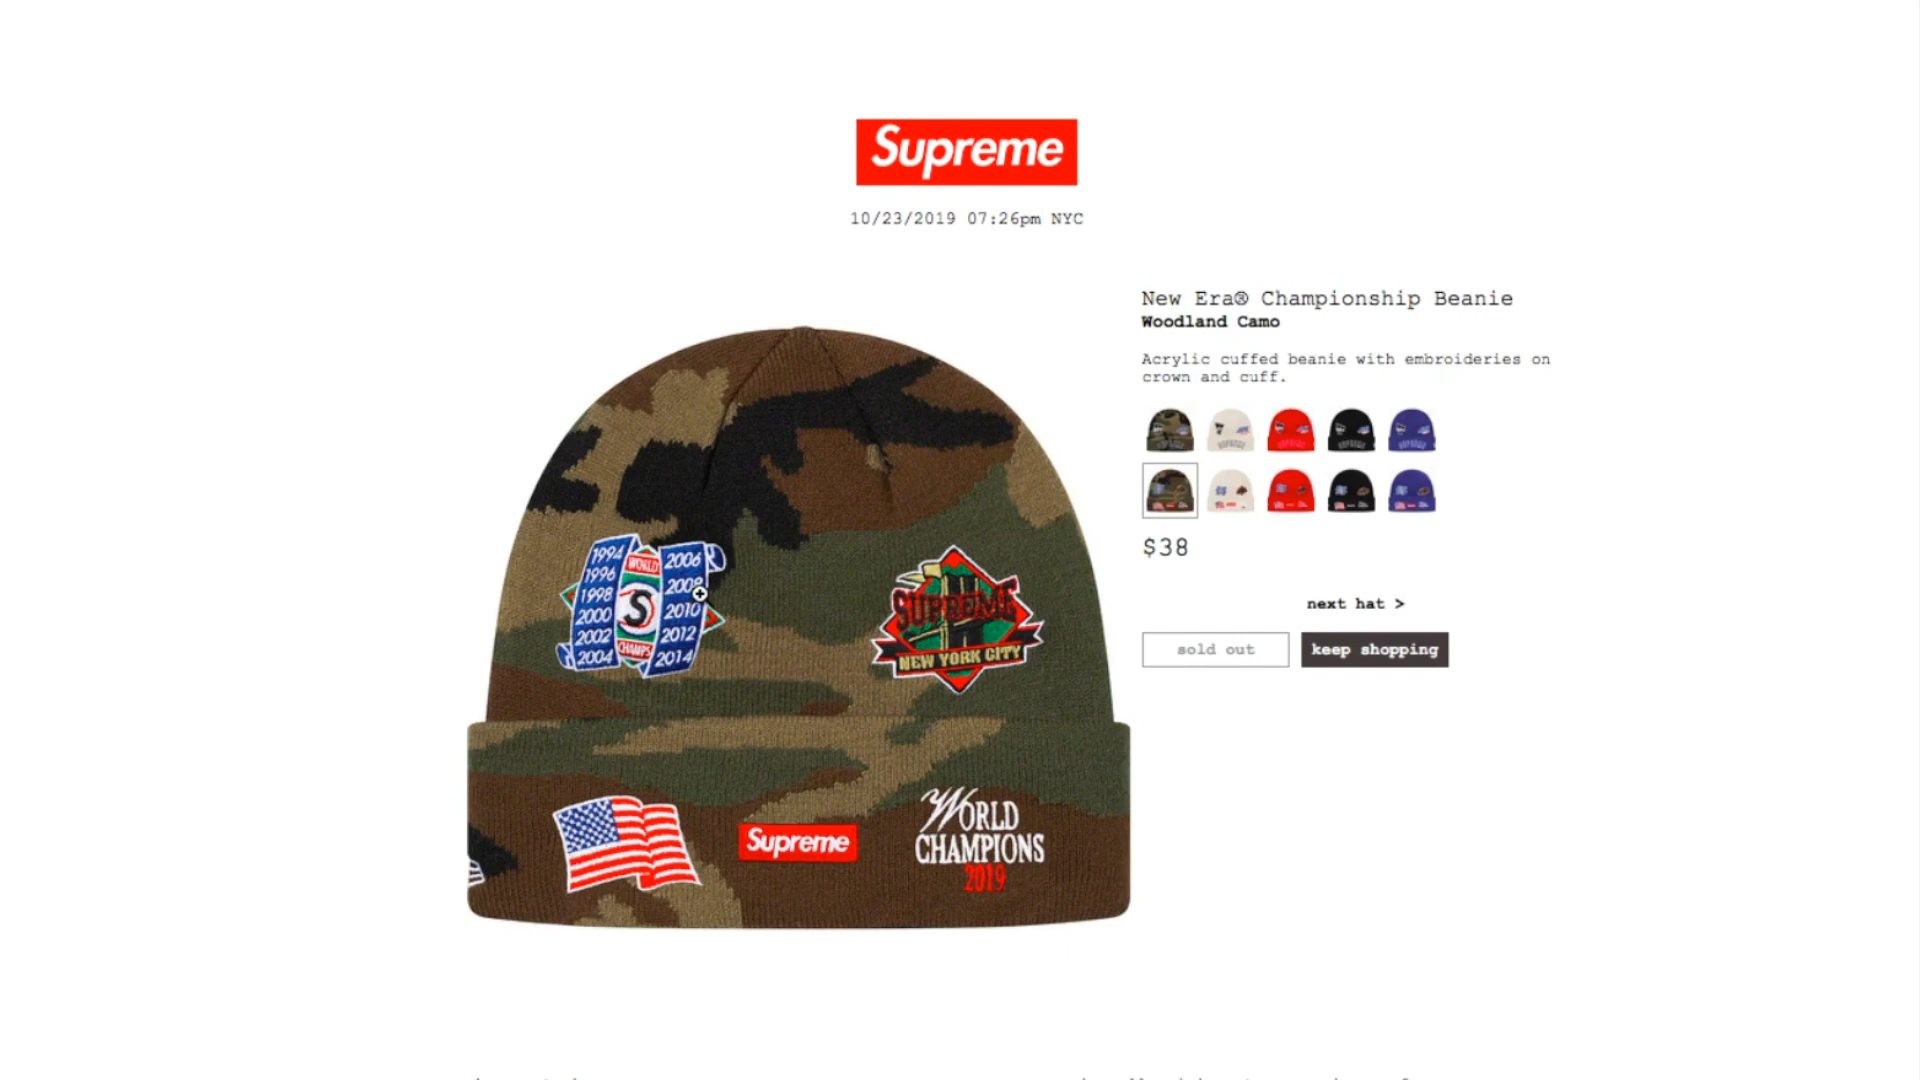 Supreme
10/23/2019 07:26pm NYC
New Era® Championship Beanie
Woodland Camo
Acrylic cuffed beanie with embroideries on
crown and cuff.
$38
next hat >
sold out
keep shopping
1994
1996
1998
2000
2002
2004
WORLD
S
CHAMPS
2006
2008
2010
2012
2014
SUPREME
NEW YORK CITY
Supreme
WORLD
CHAMPIONS
2019